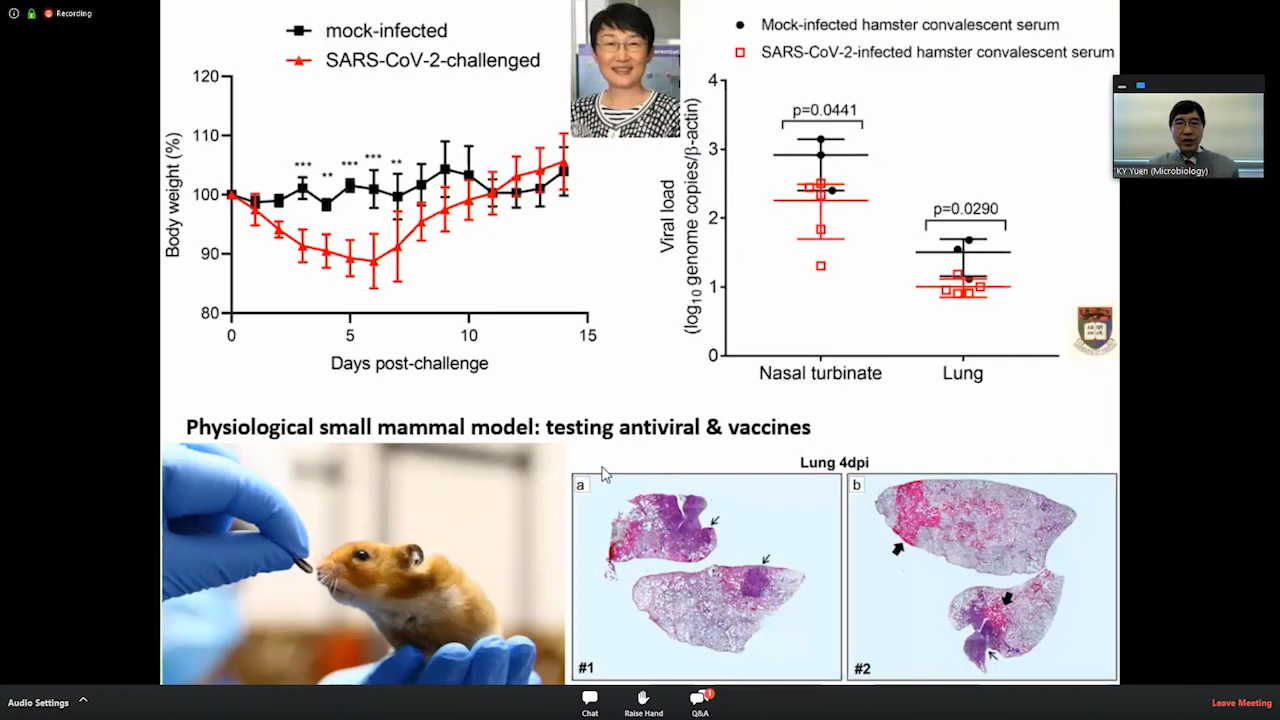 Recording
mock-infected
SARS-CoV-2-challenged
120
110
100
90
80
Body weight (%)
***
**
***
***
**
0
5
10
15
Days post-challenge
Mock-infected hamster convalescent serum
SARS-CoV-2-infected hamster convalescent serum
4
3
2
1
0
Viral load
(log10 genome copies/β-actin)
p=0.0441
p=0.0290
Nasal turbinate
Lung
KY Yuen (Microbiology)
Physiological small mammal model: testing antiviral & vaccines
Lung 4dpi
a
b
#1
#2
Audio Settings
Chat
Raise Hand
Q&A
1
Leave Meeting